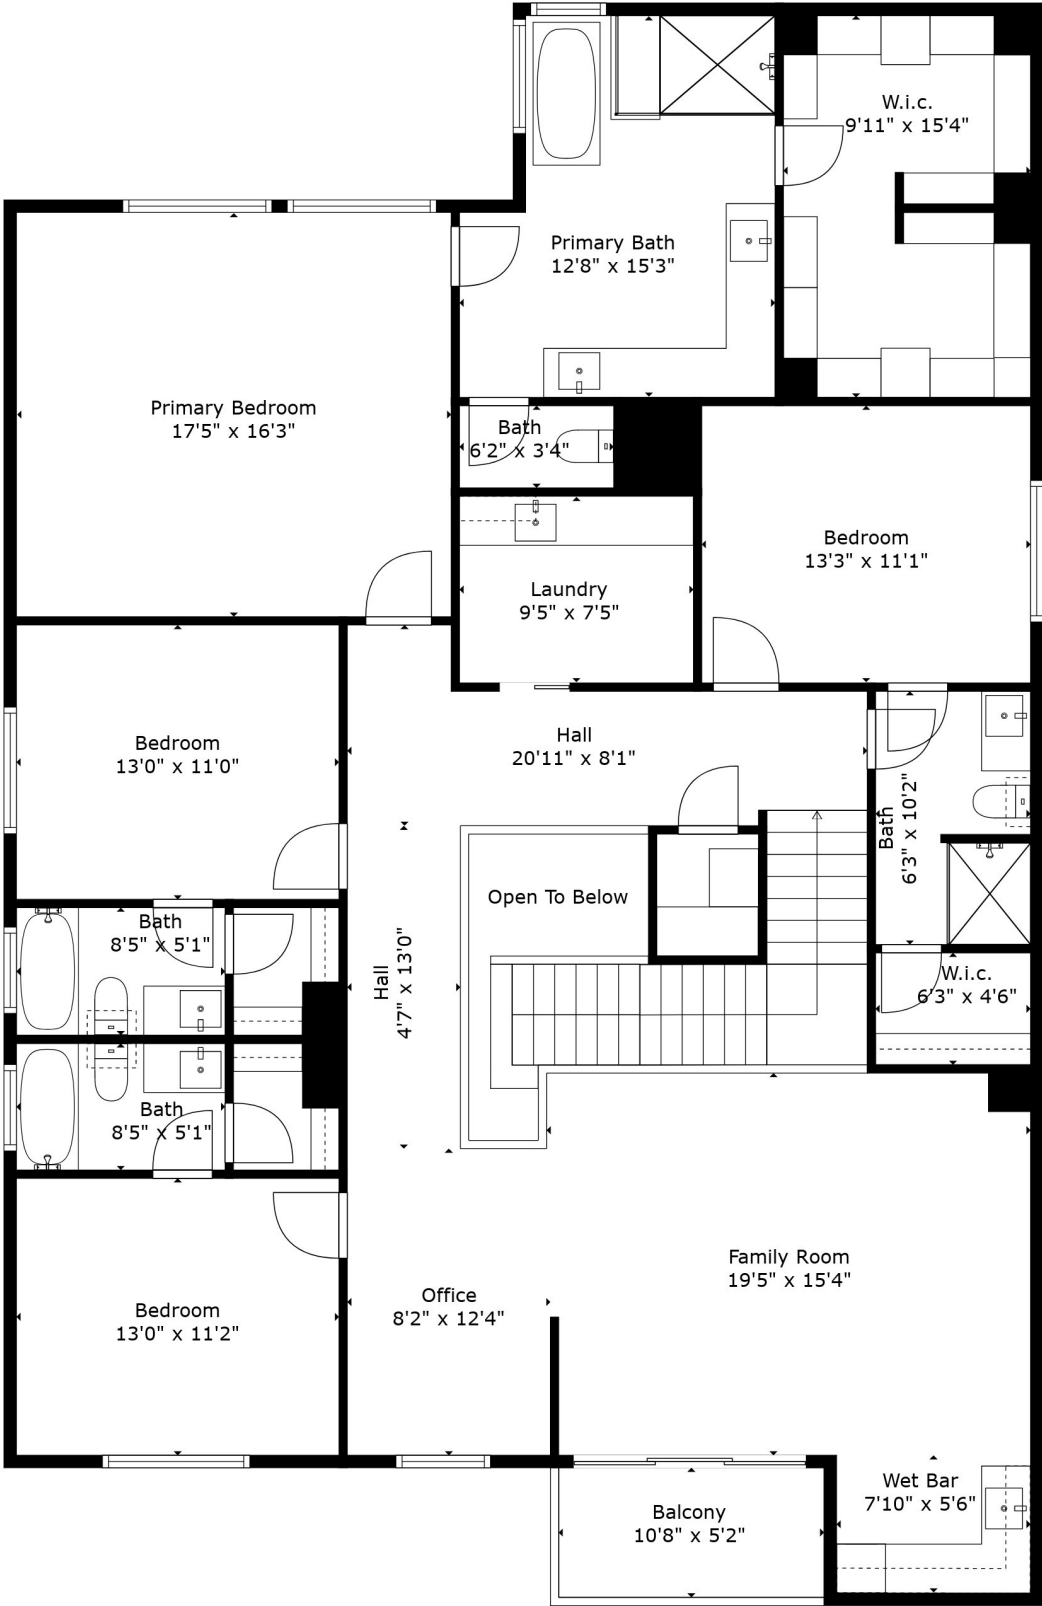 W.i.c.
9'11" x 15'4"
Primary Bath
12'8" x 15'3"
Primary Bedroom
17'5" x 16'3"
Bath
6'2" x 3'4"
Bedroom
13'3" x 11'1"
Laundry
9'5" x 7'5"
Hall
20'11" x 8'1"
Bedroom
13'0" x 11'0"
Bath
6'3" x 10'2"
Open To Below
Bath
8'5" x 5'1"
Hall
4'7" x 13'0"
W.i.c.
6'3" x 4'6"
Bath
8'5" x 5'1"
Family Room
19'5" x 15'4"
Office
8'2" x 12'4"
Bedroom
13'0" x 11'2"
Wet Bar
7'10" x 5'6"
Balcony
10'8" x 5'2"